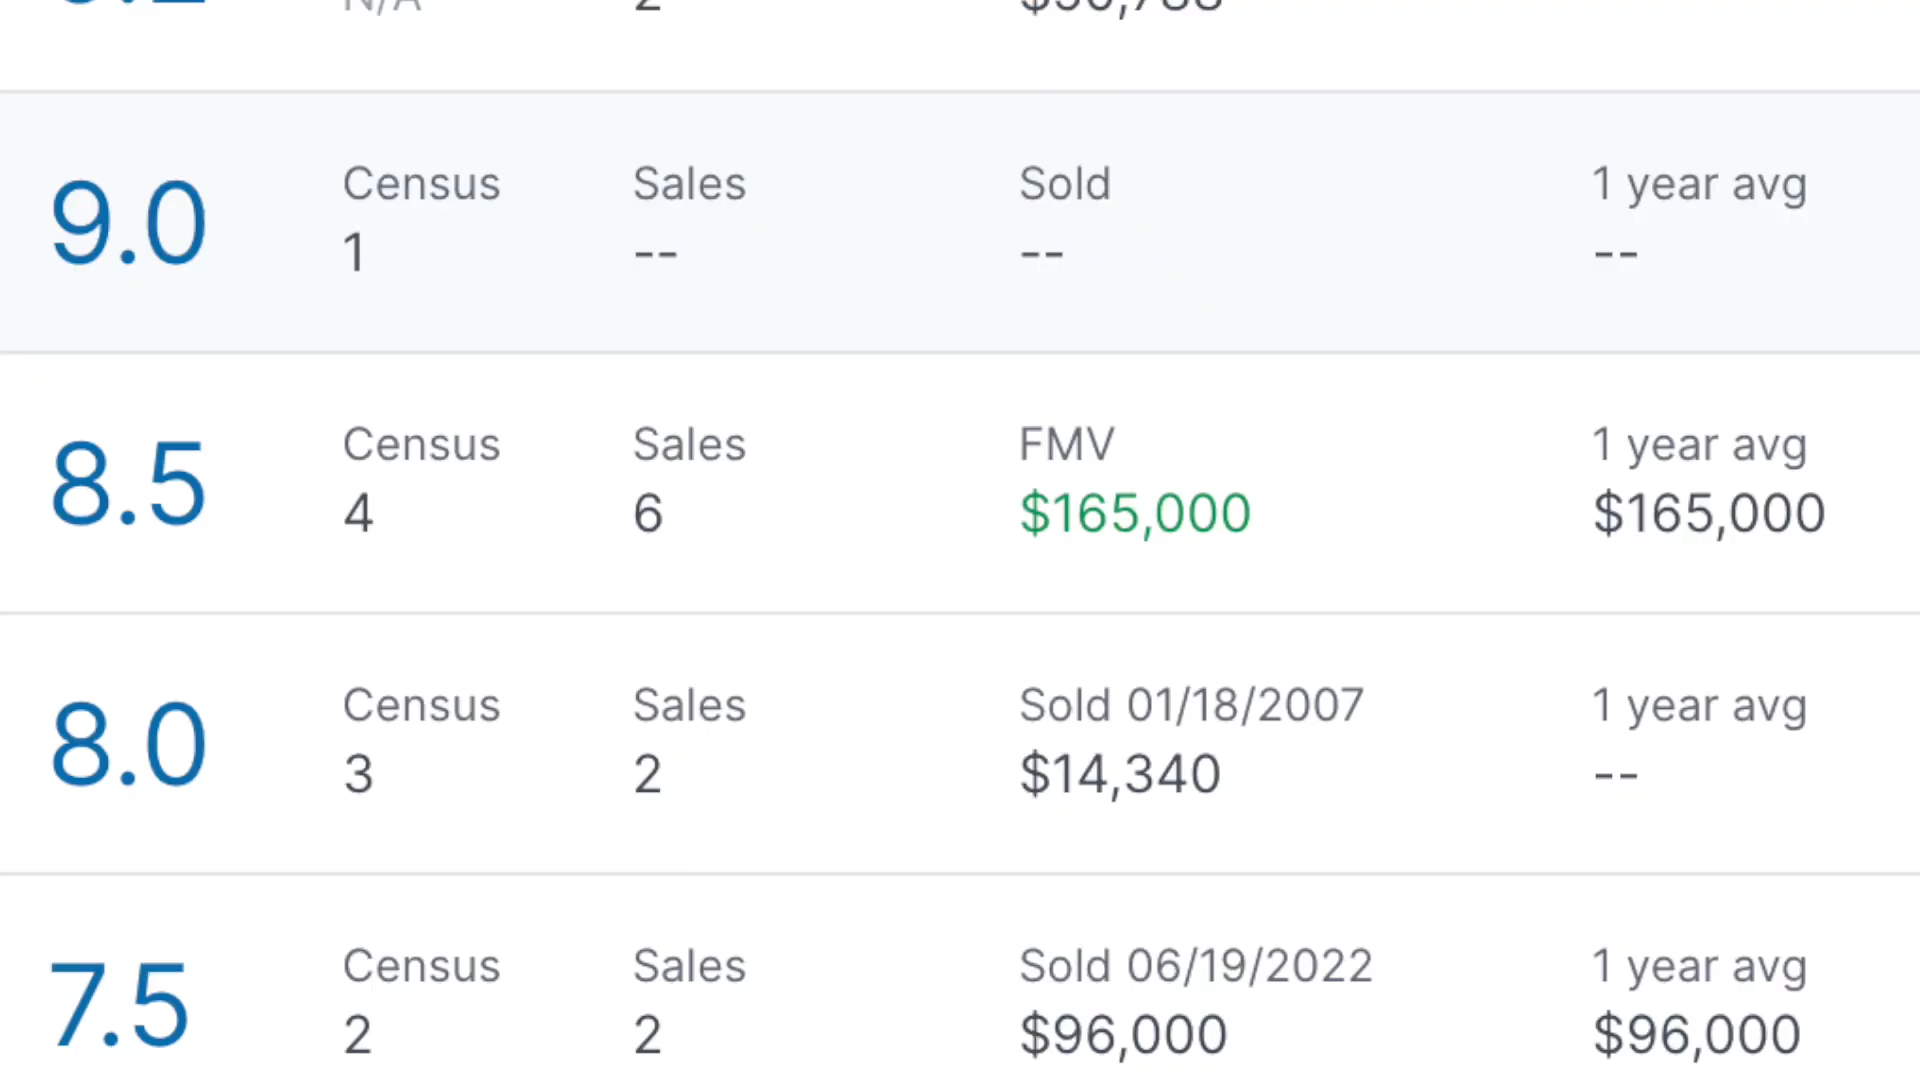 N/A 2
9.0 Census Sales Sold 1 year avg
1 -- -- --
8.5 Census Sales FMV 1 year avg
4 6 $165,000 $165,000
8.0 Census Sales Sold 01/18/2007 1 year avg
3 2 $14,340 --
7.5 Census Sales Sold 06/19/2022 1 year avg
2 2 $96,000 $96,000